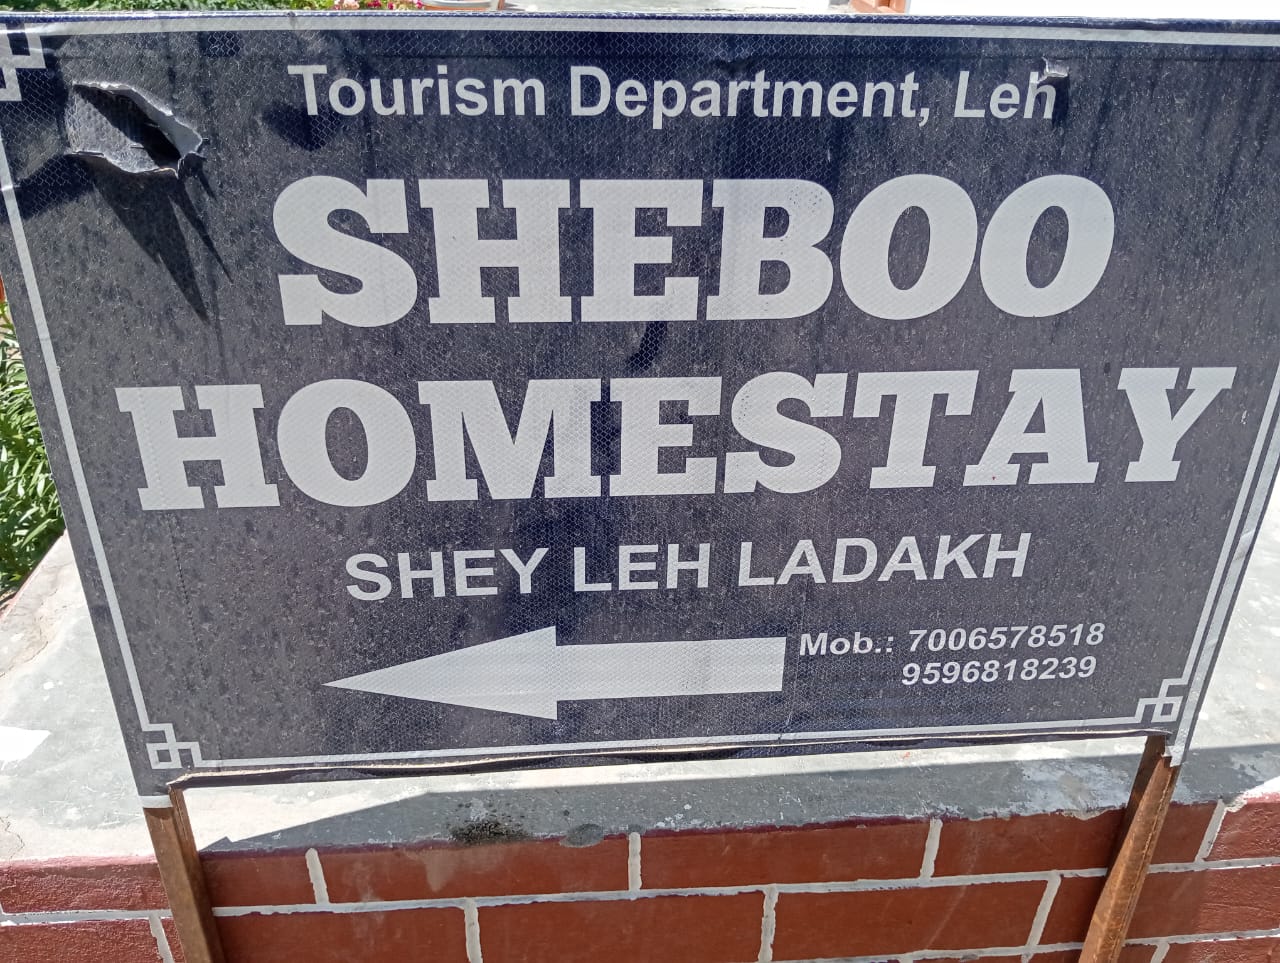 Tourism Department, Leh
SHEBOO
HOMESTAY
SHEY LEH LADAKH
Mob.: 7006578518
9596818239